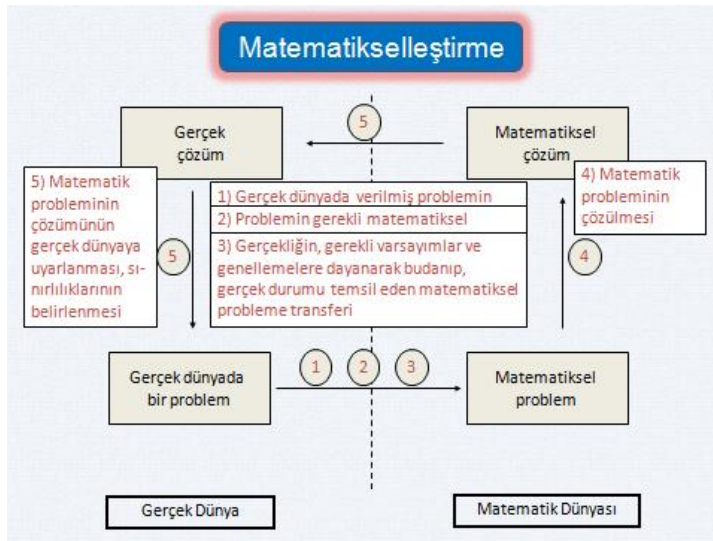 Matematikselleştirme
5
Gerçek
çözüm
Matematiksel
çözüm
5) Matematik
probleminin
çözümünün
gerçek dünyaya
uyarlanması, sı-
nırlılıklarının
belirlenmesi
5
1) Gerçek dünyada verilmiş problemin
2) Problemin gerekli matematiksel
3) Gerçekliğin, gerekli varsayımlar ve
genellemelere dayanarak budanıp,
gerçek durumu temsil eden matematiksel
probleme transferi
4) Matematik
probleminin
çözülmesi
4
Gerçek dünyada
bir problem
1 2 3
Matematiksel
problem
Gerçek Dünya
Matematik Dünyası